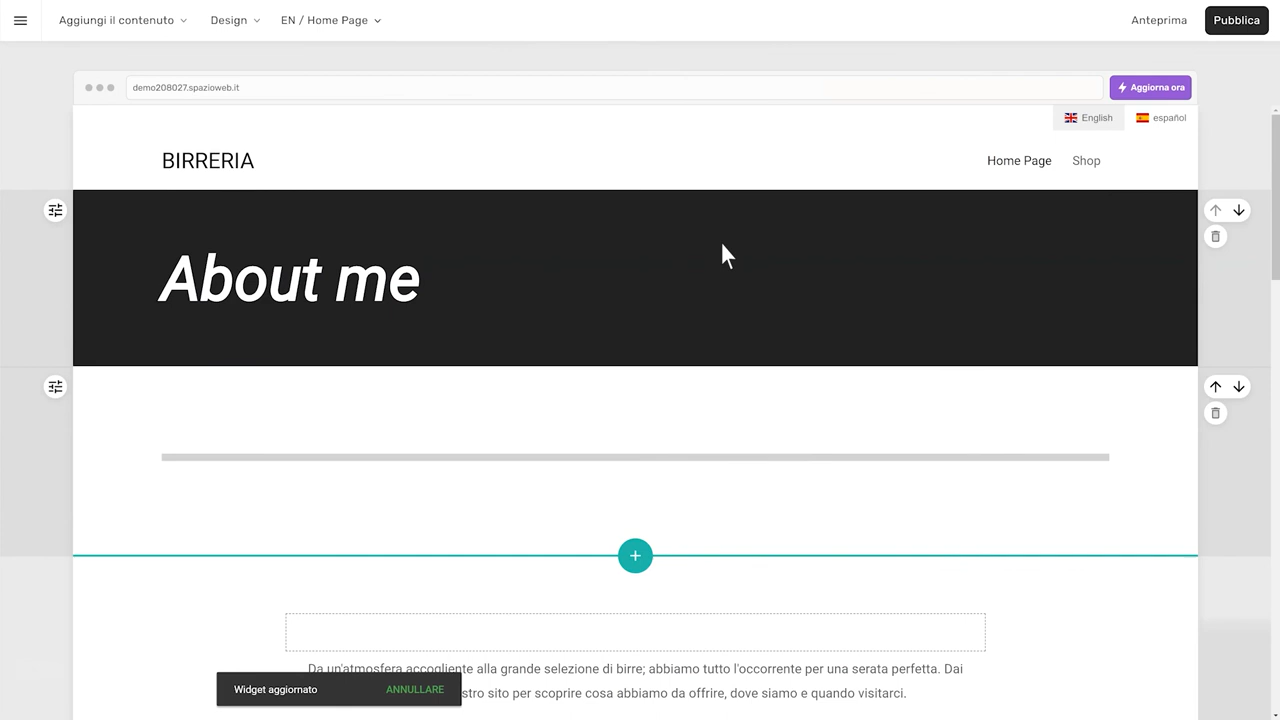 Aggiungi il contenuto Design EN / Home Page Anteprima Pubblica
demo208027.spazioweb.it Aggiorna ora
English español
BIRRERIA Home Page Shop
About me
Da un'atmosfera accogliente alla grande selezione di birre; abbiamo tutto l'occorrente per una serata perfetta. Dai
stro sito per scoprire cosa abbiamo da offrire, dove siamo e quando visitarci.
Widget aggiornato ANNULLARE